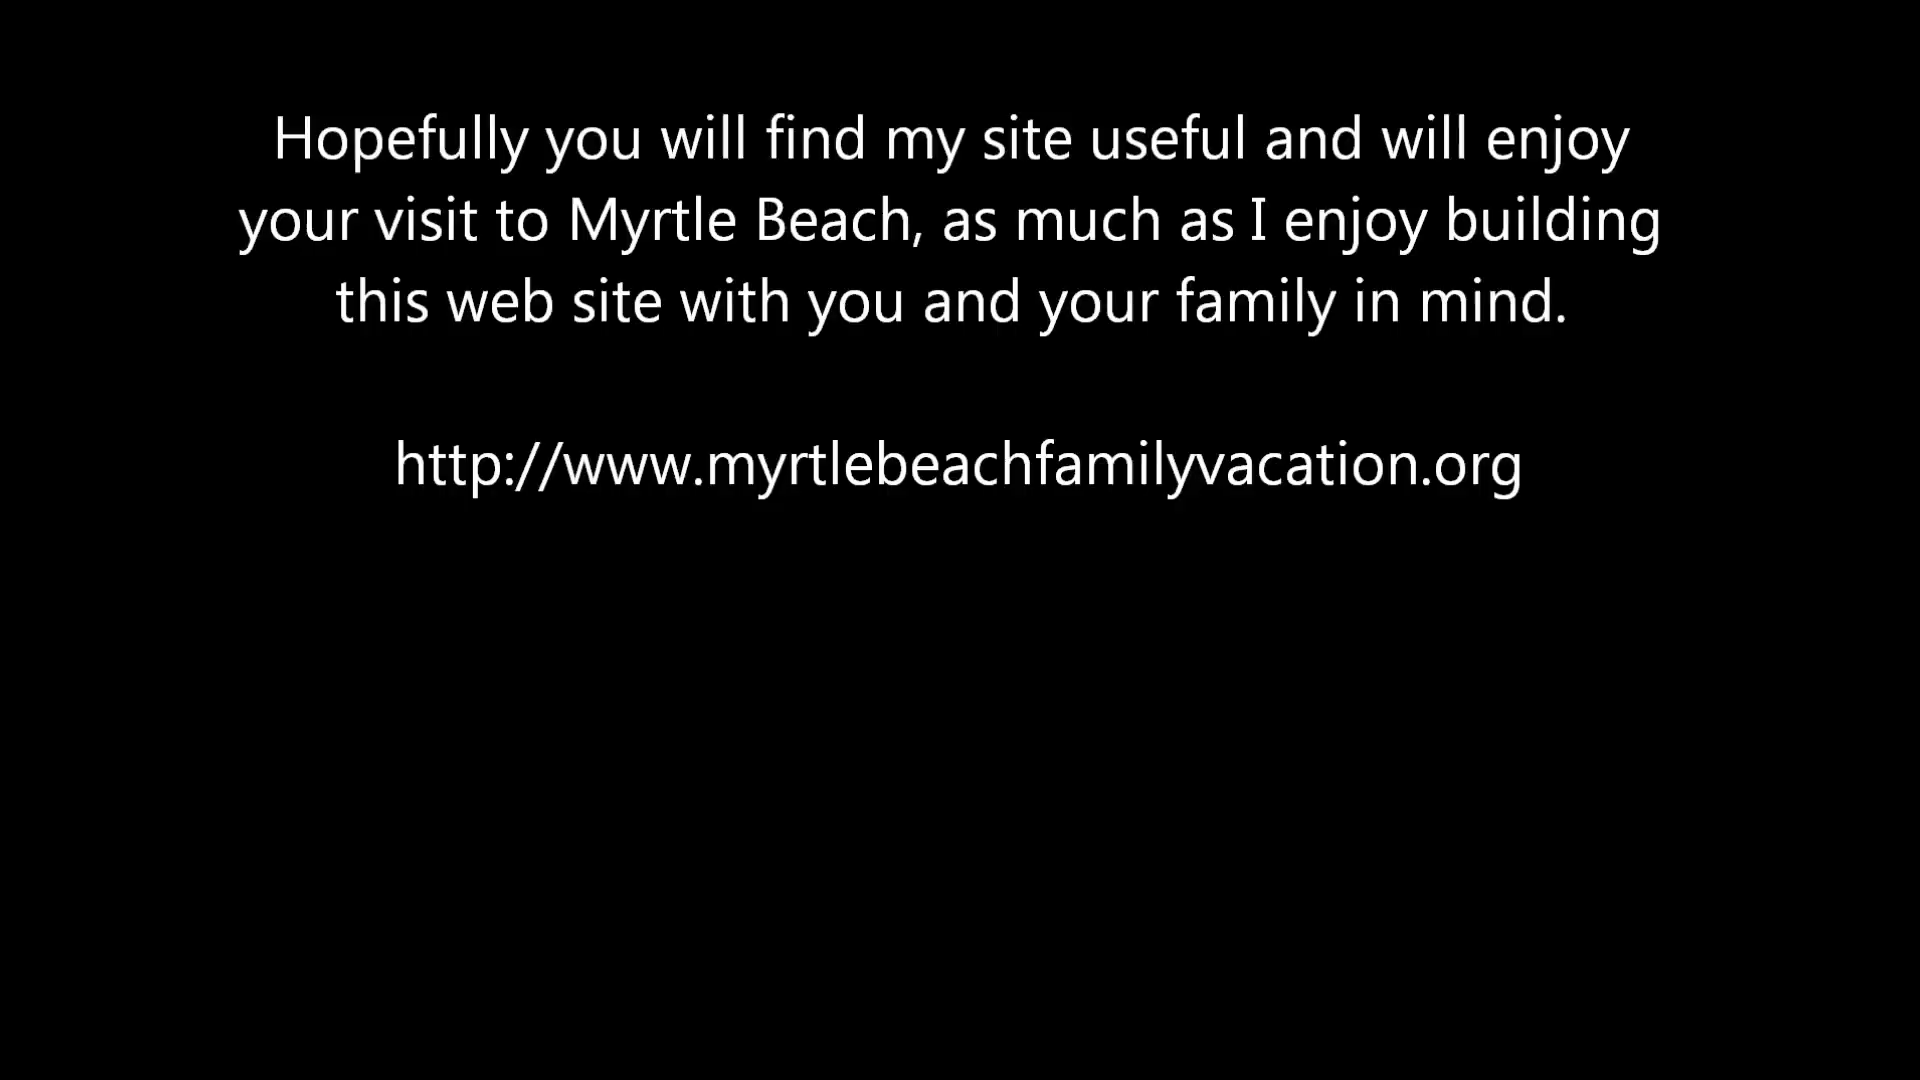 Hopefully you will find my site useful and will enjoy
your visit to Myrtle Beach, as much as I enjoy building
this web site with you and your family in mind.
http://www.myrtlebeachfamilyvacation.org